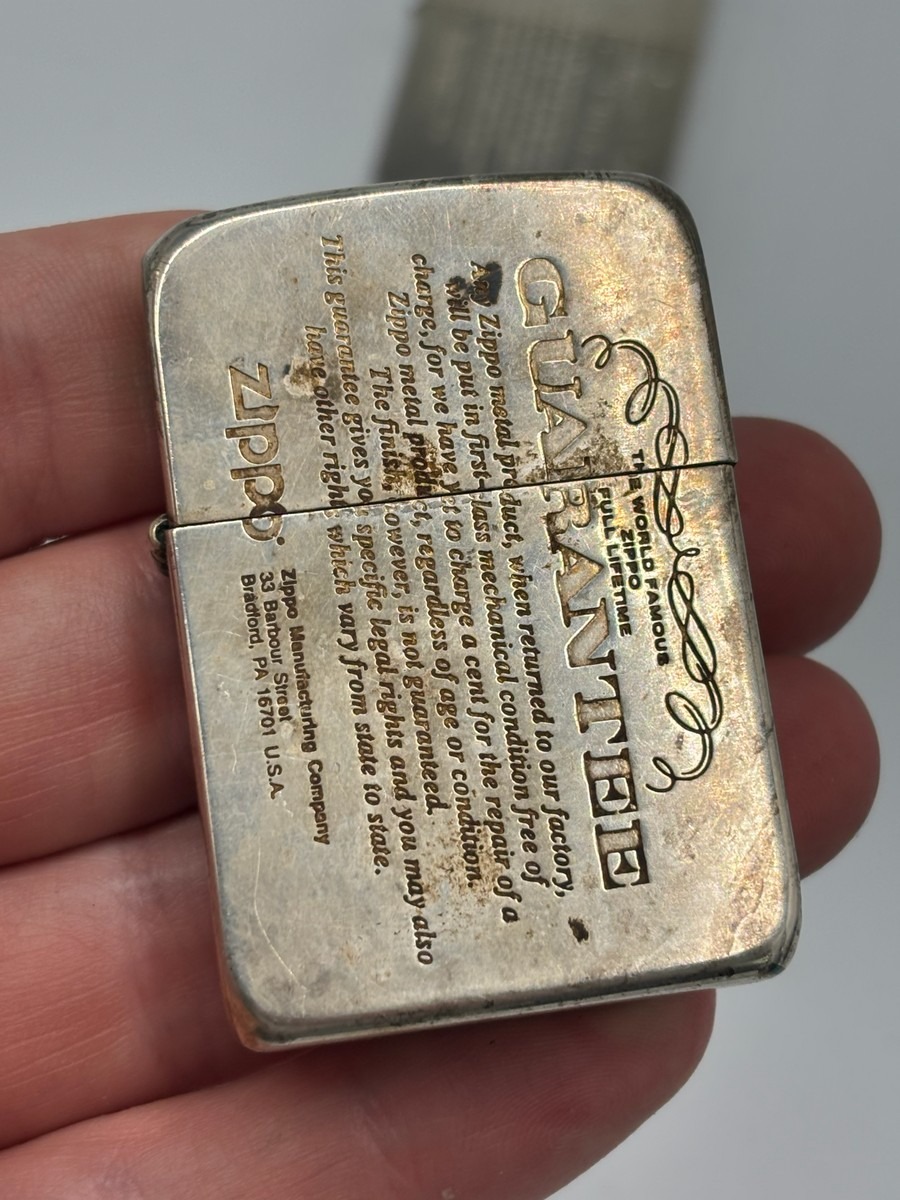 THE WORLD FAMOUS
ZIPPO
FULL LIFETIME
GUARANTEE
Any Zippo metal product, when returned to our factory,
will be put in first-class mechanical condition free of
charge, for we have yet to charge a cent for the repair of a
Zippo metal product, regardless of age or condition.
The finish, however, is not guaranteed.
This guarantee gives you specific legal rights and you may also
have other rights which vary from state to state.
Zippo Manufacturing Company
33 Barbour Street
Bradford, PA 16701 U.S.A.
zippo